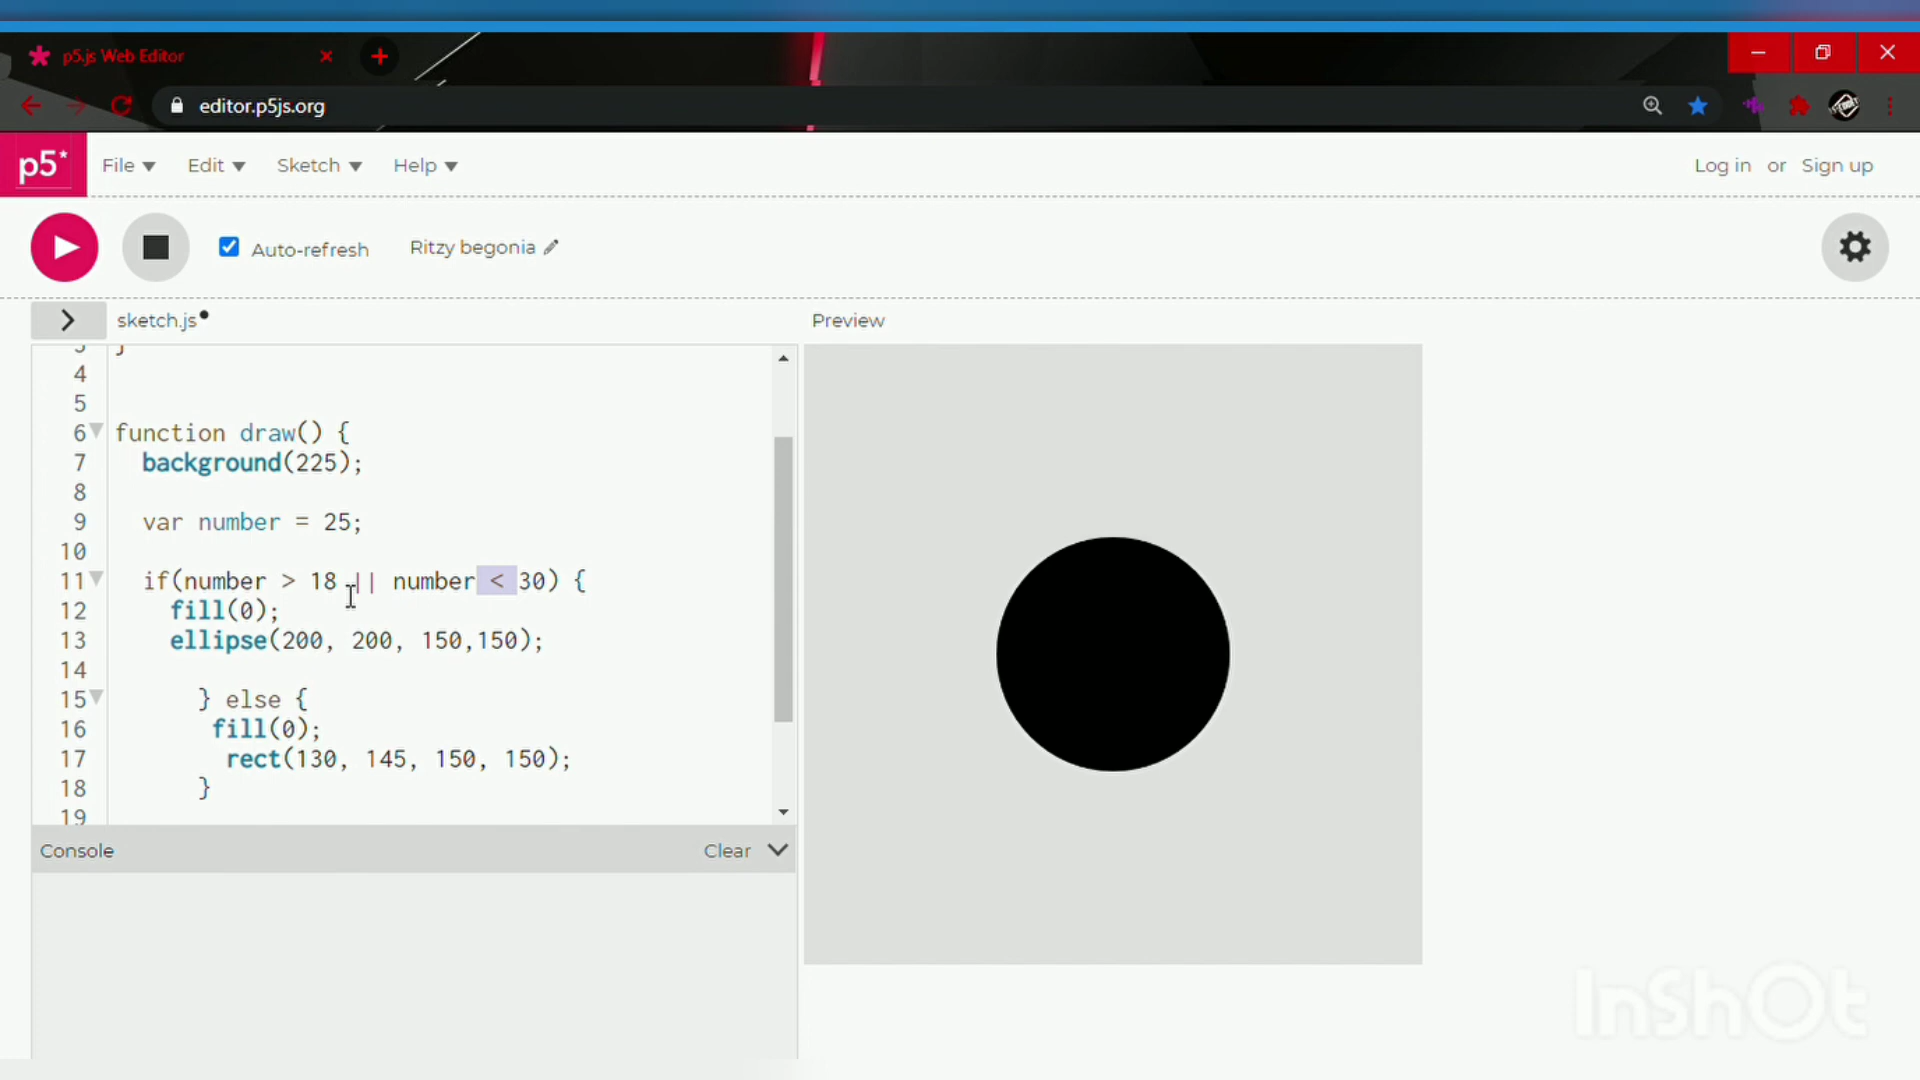 p5.js Web Editor
editor.p5js.org
p5*
File Edit Sketch Help
Log in or Sign up
Auto-refresh
Ritzy begonia
sketch.js
Preview
3 }
4
5
6 function draw() {
7 background(225);
8
9 var number = 25;
10
11 if(number > 18 || number < 30) {
12 fill(0);
13 ellipse(200, 200, 150,150);
14
15 } else {
16 fill(0);
17 rect(130, 145, 150, 150);
18 }
19
Console
Clear
InShOt